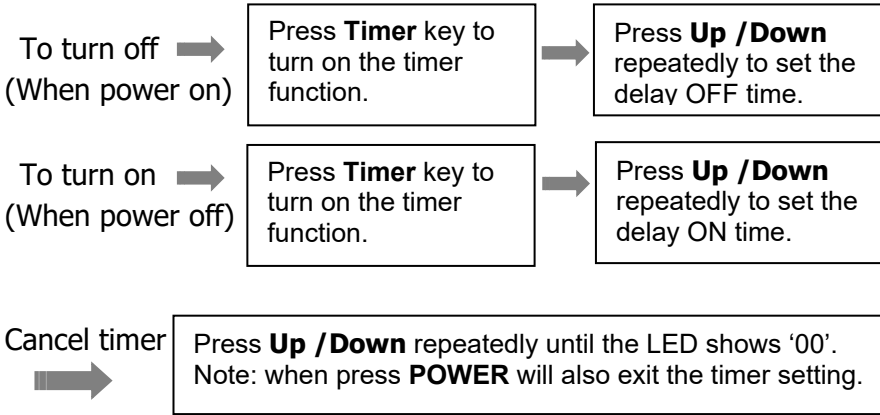 To turn off
(When power on)
Press Timer key to
turn on the timer
function.
Press Up /Down
repeatedly to set the
delay OFF time.
To turn on
(When power off)
Press Timer key to
turn on the timer
function.
Press Up /Down
repeatedly to set the
delay ON time.
Cancel timer
Press Up /Down repeatedly until the LED shows ‘00’.
Note: when press POWER will also exit the timer setting.